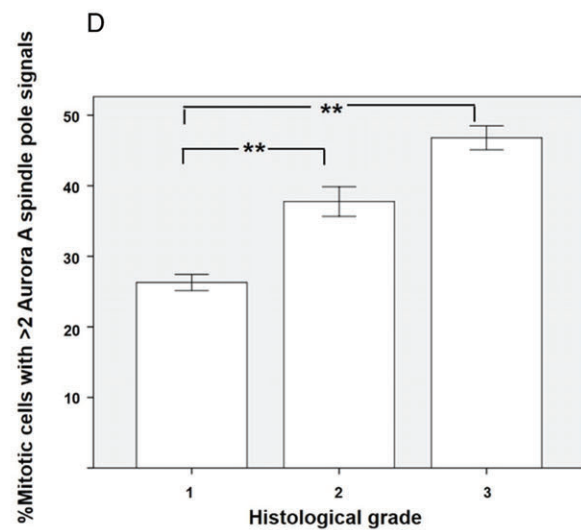 D
%Mitotic cells with >2 Aurora A spindle pole signals
50
40
30
20
10
**
**
1 2 3
Histological grade